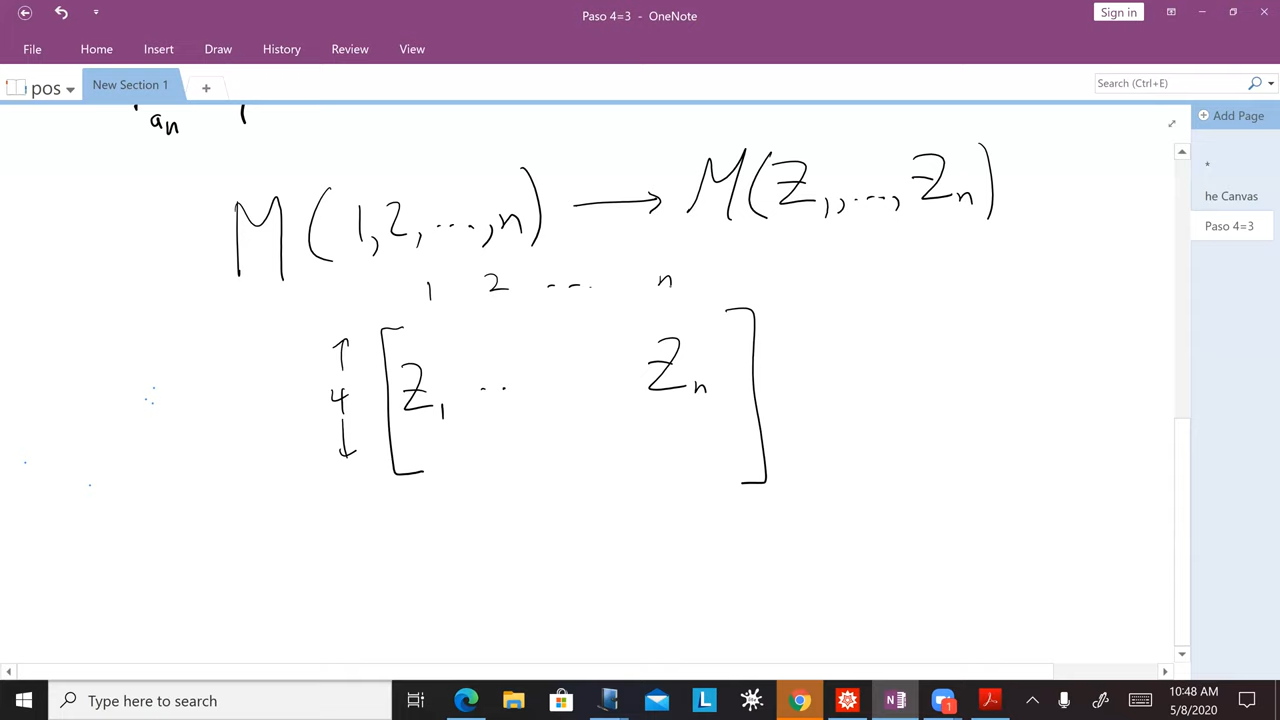 Paso 4=3 - OneNote
Sign in
File Home Insert Draw History Review View
pos New Section 1 +
Search (Ctrl+E)
Add Page
*
he Canvas
Paso 4=3
a_n
M(1,2,...,n) → M(Z_1,...,Z_n)
1 2 ... n
↑
4 [Z_1 .. Z_n]
↓
Type here to search
1
10:48 AM
5/8/2020